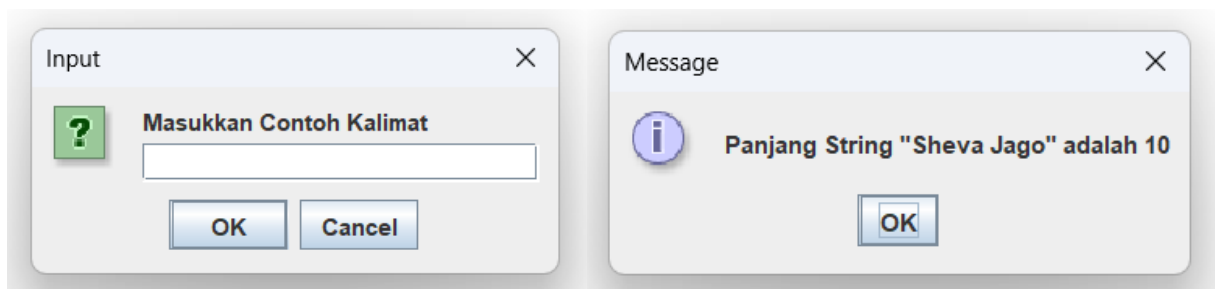 Input
Masukkan Contoh Kalimat
OK
Cancel
Message
Panjang String "Sheva Jago" adalah 10
OK